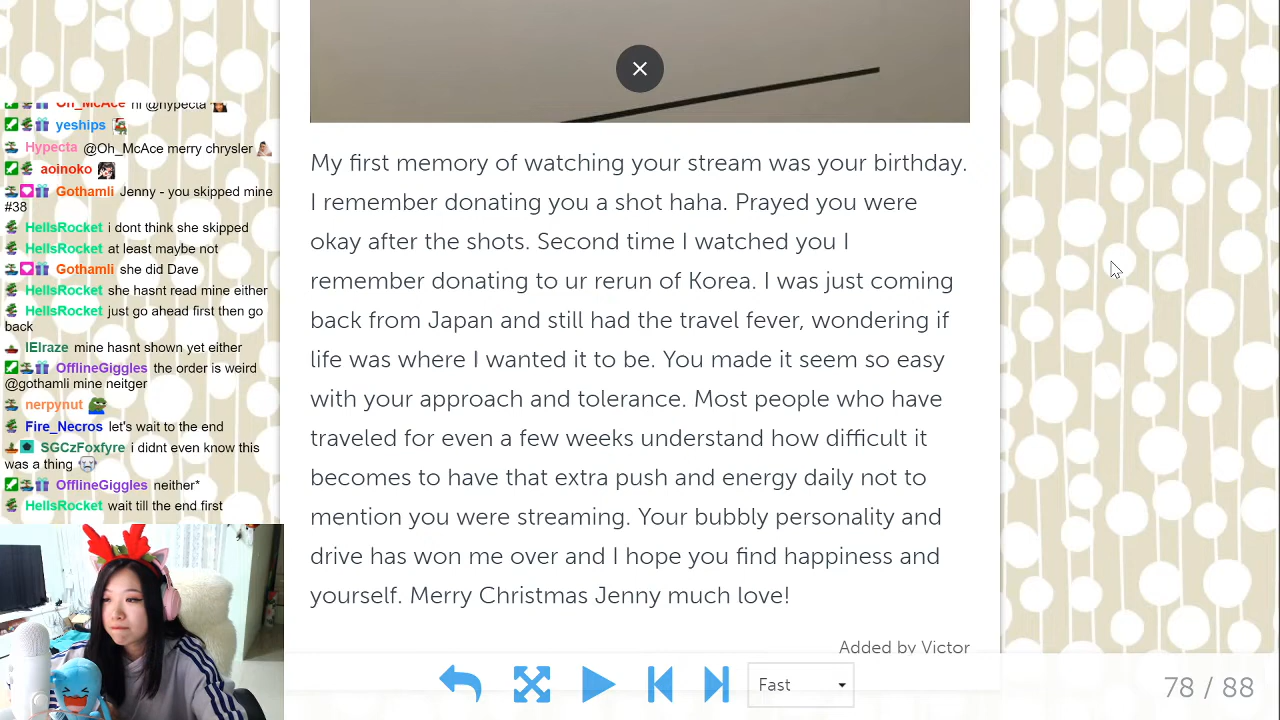 Oh_McAce hi @hypecta
yeships
Hypecta @Oh_McAce merry chrysler
aoinoko
Gothamli Jenny - you skipped mine
#38
HellsRocket i dont think she skipped
HellsRocket at least maybe not
Gothamli she did Dave
HellsRocket she hasnt read mine either
HellsRocket just go ahead first then go
back
IEIraze mine hasnt shown yet either
OfflineGiggles the order is weird
@gothamli mine neitger
nerpynut
Fire_Necros let's wait to the end
SGCzFoxfyre i didnt even know this
was a thing
OfflineGiggles neither*
HellsRocket wait till the end first
My first memory of watching your stream was your birthday.
I remember donating you a shot haha. Prayed you were
okay after the shots. Second time I watched you I
remember donating to ur rerun of Korea. I was just coming
back from Japan and still had the travel fever, wondering if
life was where I wanted it to be. You made it seem so easy
with your approach and tolerance. Most people who have
traveled for even a few weeks understand how difficult it
becomes to have that extra push and energy daily not to
mention you were streaming. Your bubbly personality and
drive has won me over and I hope you find happiness and
yourself. Merry Christmas Jenny much love!
Added by Victor
Fast
78 / 88